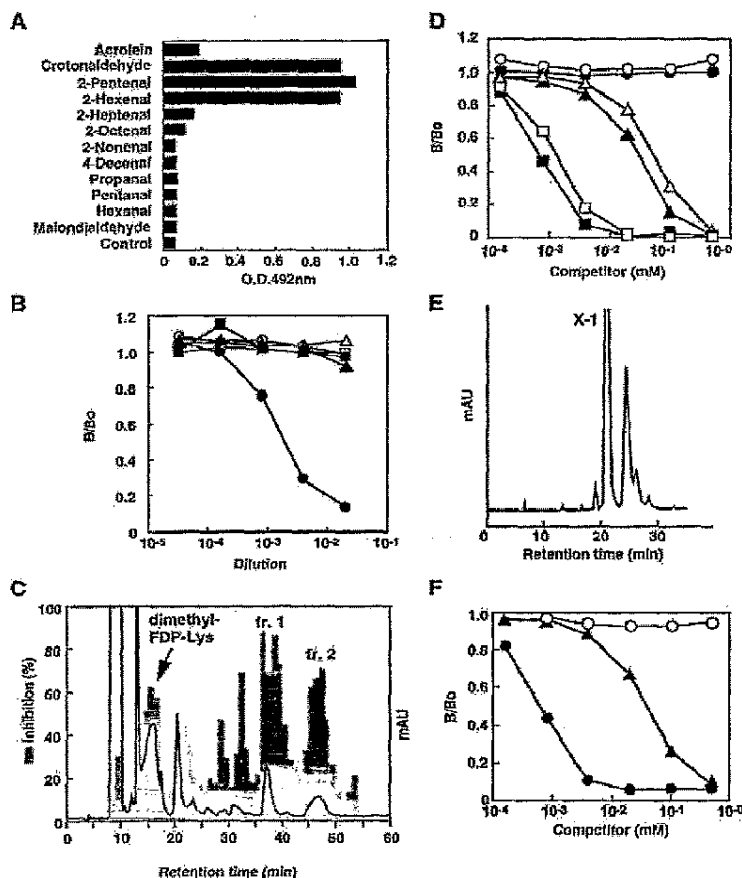 A
Acrolein
Crotonaldehyde
2-Pentenal
2-Hexenal
2-Heptenal
2-Octenal
2-Nonenal
4-Decenal
Propanal
Pentanal
Hexanal
Malondialdehyde
Control
0 0.2 0.4 0.6 0.8 1.0 1.2
O.D.492nm
B
1.2
1.0
0.8
0.6
0.4
0.2
0
B/Bo
10-5 10-4 10-3 10-2 10-1
Dilution
C
100
80
60
40
20
0
Inhibition (%)
dimethyl-
FDP-Lys
fr. 1
fr. 2
mAU
0 10 20 30 40 50 60
Retention time (min)
D
1.2
1.0
0.8
0.6
0.4
0.2
0
B/Bo
10-3 10-2 10-1 10-0
Competitor (mM)
E
X-1
mAU
0 10 20 30
Retention time (min)
F
1.0
0.8
0.6
0.4
0.2
0
B/Bo
10-4 10-3 10-2 10-1
Competitor (mM)